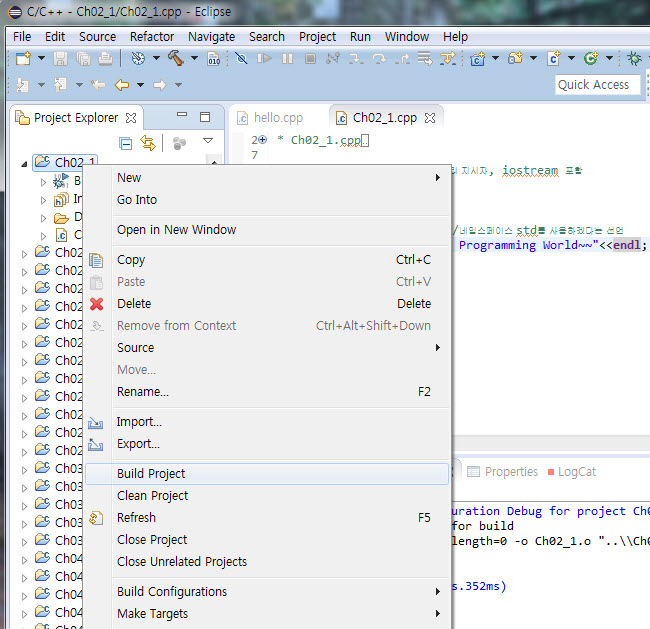 C/C++ - Ch02_1/Ch02_1.cpp - Eclipse
File Edit Source Refactor Navigate Search Project Run Window Help
010
Quick Access
Project Explorer
hello.cpp
Ch02_1.cpp
2 * Ch02_1.cpp
7
Ch02_1
지시자, iostream 포함
B
In
D
C
/네임스페이스 std를 사용하겠다는 선언
Programming World~~"<<endl;
Ch02
Ch02
Ch02
Ch02
Ch02
Ch02
Ch02
Ch02
Ch02
Ch02
Ch02
Ch03
Ch03
Ch03
Ch03
Ch03
Ch04
Ch04
Ch04
Ch04
New
Go Into
Open in New Window
Copy Ctrl+C
Paste Ctrl+V
Delete Delete
Remove from Context Ctrl+Alt+Shift+Down
Source
Move...
Rename... F2
Import...
Export...
Build Project
Clean Project
Refresh F5
Close Project
Close Unrelated Projects
Build Configurations
Make Targets
Properties
LogCat
uration Debug for project Ch0
for build
length=0 -o Ch02_1.o "..\\Ch0
s.352ms)